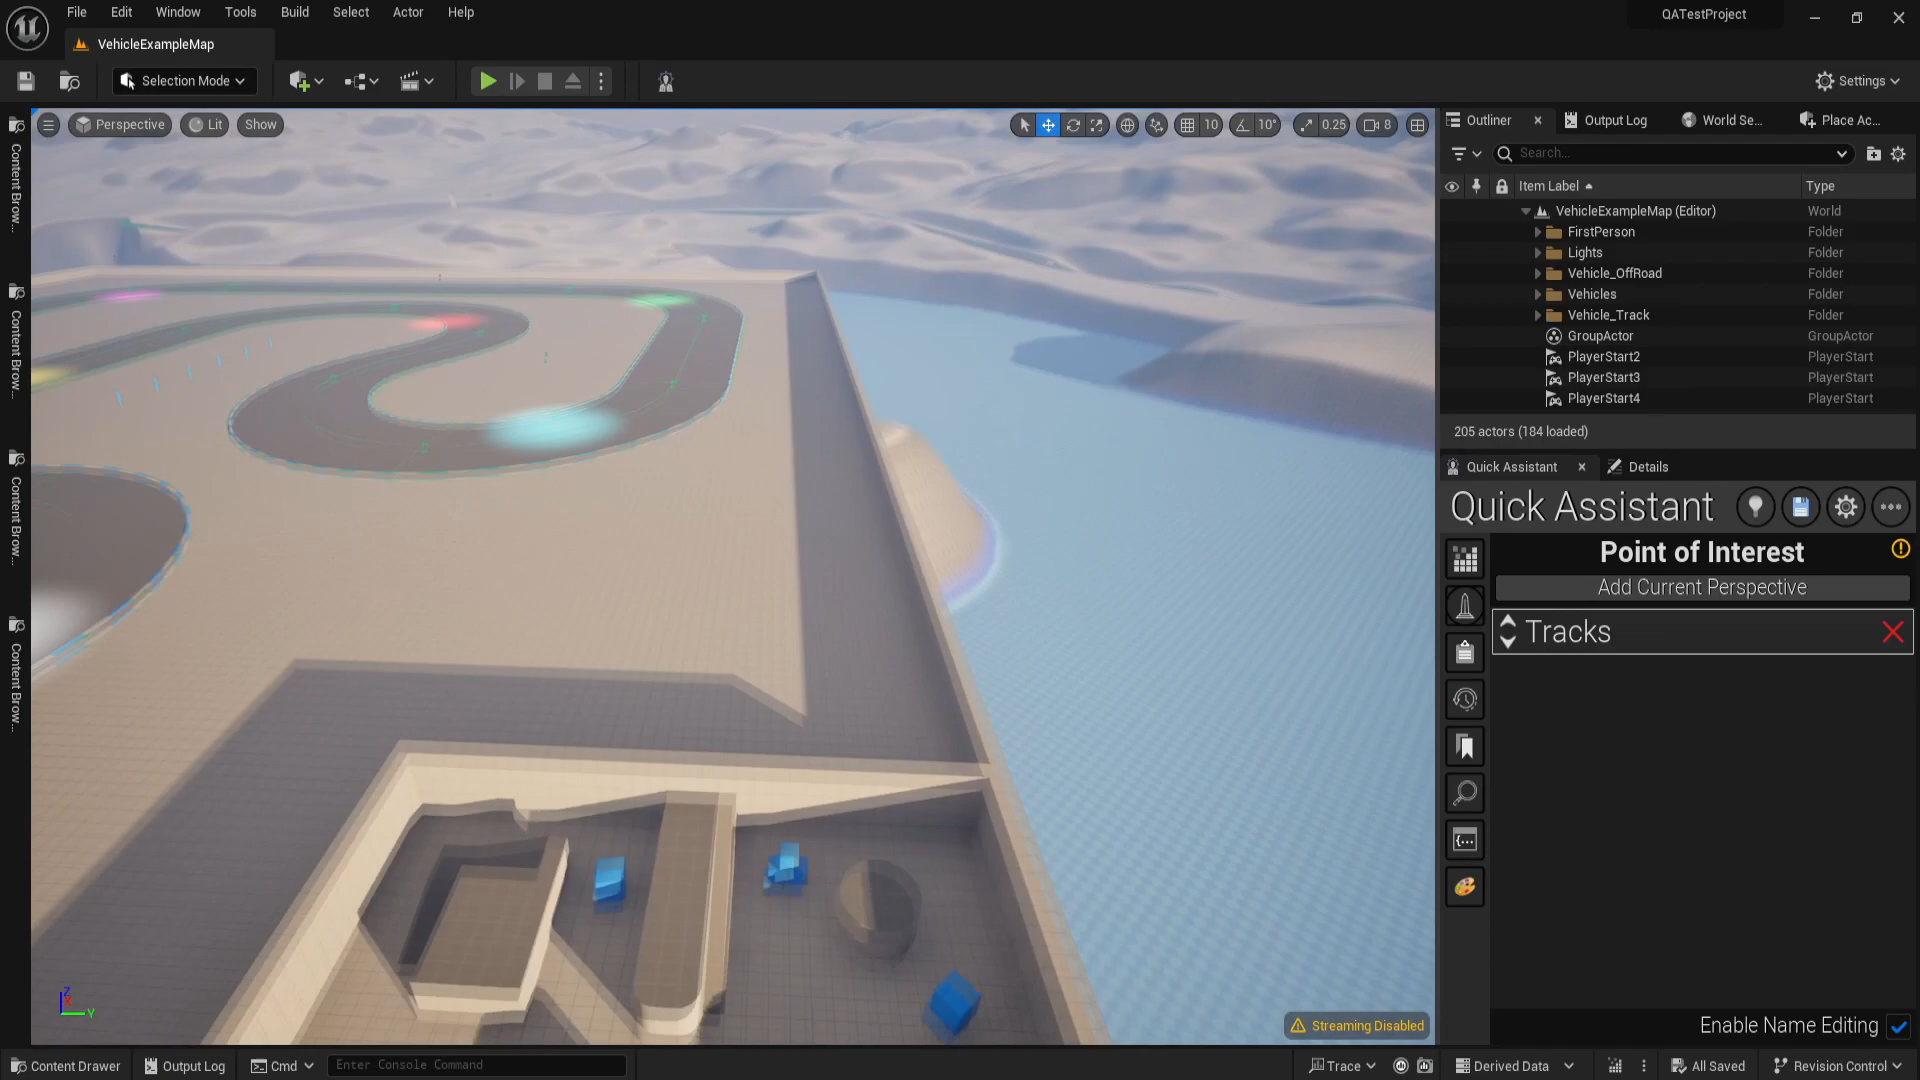 File Edit Window Tools Build Select Actor Help
QATestProject
VehicleExampleMap
Selection Mode
Settings
Perspective Lit Show
10 10° 0.25 8
Outliner Output Log World Se... Place Ac...
Search...
Item Label Type
VehicleExampleMap (Editor) World
FirstPerson Folder
Lights Folder
Vehicle_OffRoad Folder
Vehicles Folder
Vehicle_Track Folder
GroupActor GroupActor
PlayerStart2 PlayerStart
PlayerStart3 PlayerStart
PlayerStart4 PlayerStart
205 actors (184 loaded)
Quick Assistant Details
Quick Assistant
Point of Interest
Add Current Perspective
Tracks
Enable Name Editing
Content Brow...
Content Brow...
Content Brow...
Content Brow...
Z
X
Y
Streaming Disabled
Content Drawer Output Log Cmd Enter Console Command Trace Derived Data All Saved Revision Control